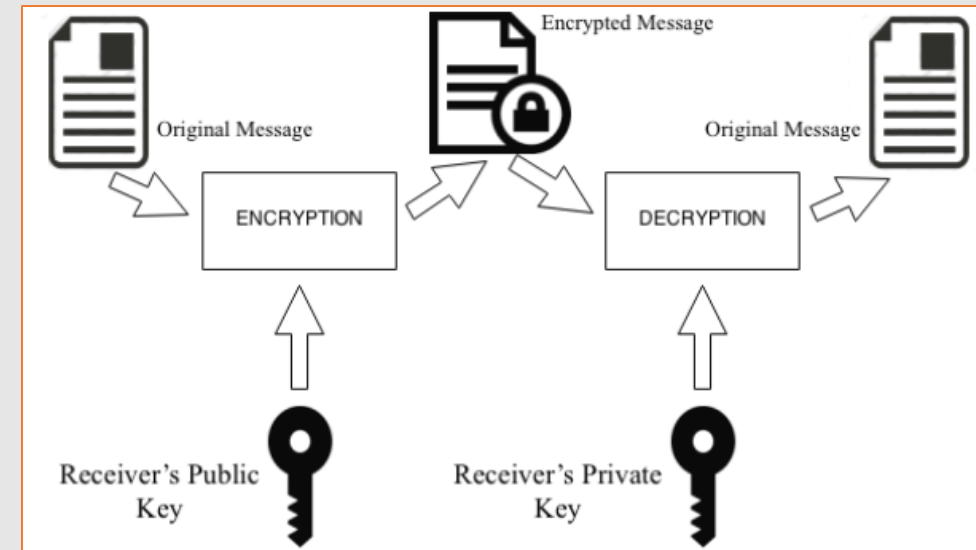 Encrypted Message
Original Message
Original Message
ENCRYPTION
DECRYPTION
Receiver’s Public
Key
Receiver’s Private
Key